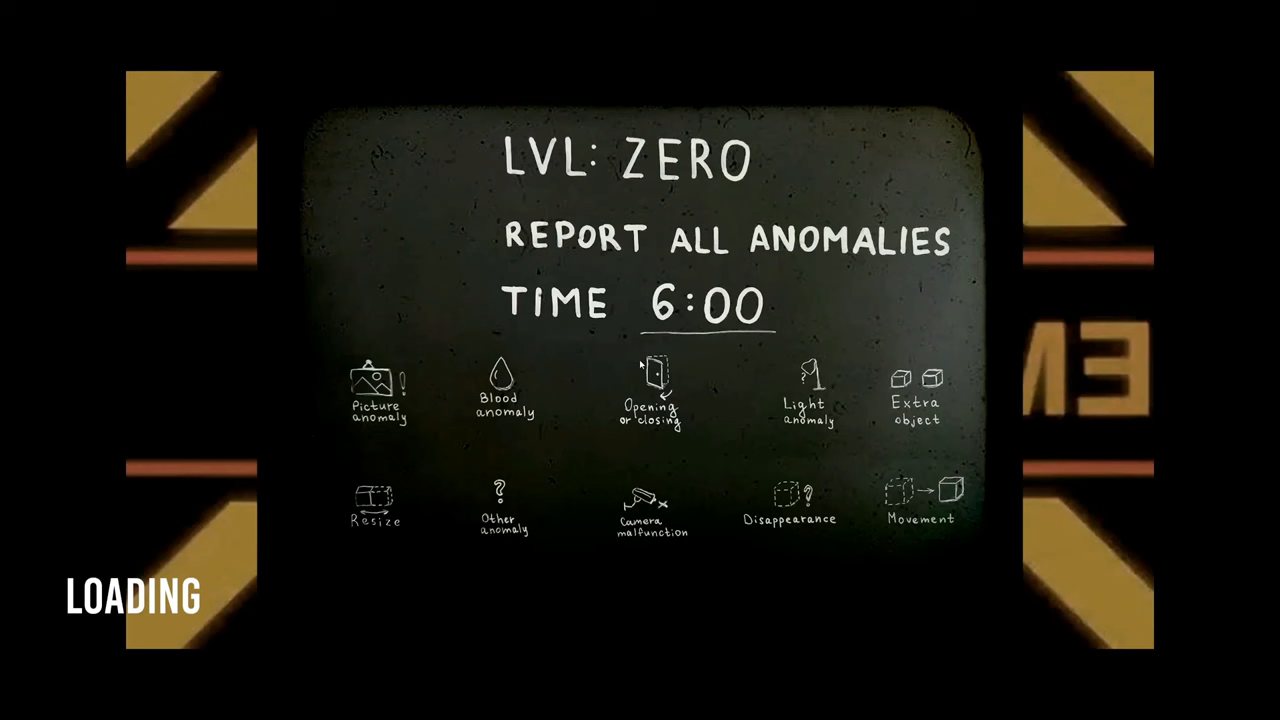 LVL: ZERO
REPORT ALL ANOMALIES
TIME 6:00
Picture anomaly
Blood anomaly
Opening or closing
Light anomaly
Extra object
Resize
Other anomaly
Camera malfunction
Disappearance
Movement
LOADING